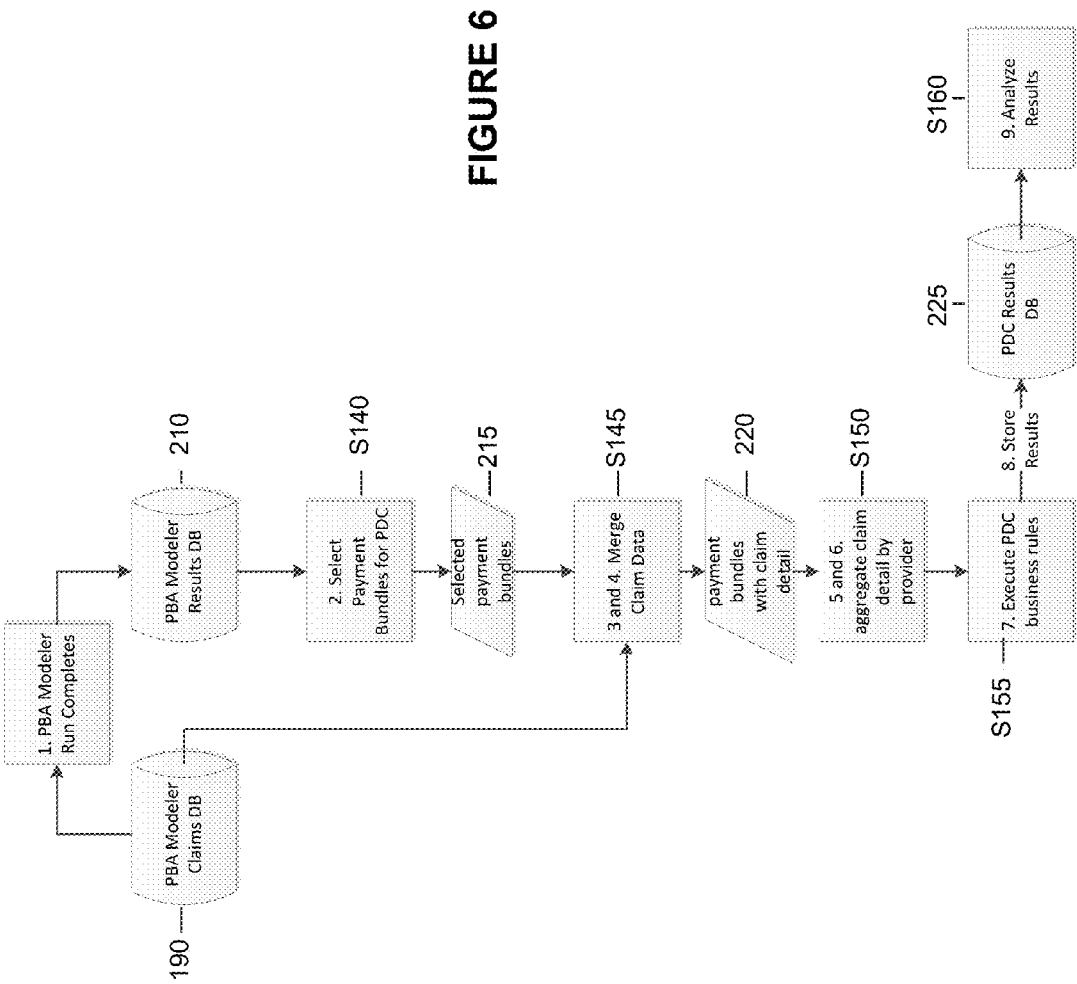 FIGURE 6
1. PBA Modeler
Run Completes
PBA Modeler
Claims DB
190
PBA Modeler
Results DB
210
2. Select
Payment
Bundles for PDC
S140
Selected
payment
bundles
215
3 and 4. Merge
Claim Data
S145
payment
bundles
with claim
detail
220
5 and 6.
aggregate claim
detail by
provider
S150
7. Execute PDC
business rules
S155
8. Store
Results
PDC Results
DB
225
9. Analyze
Results
S160